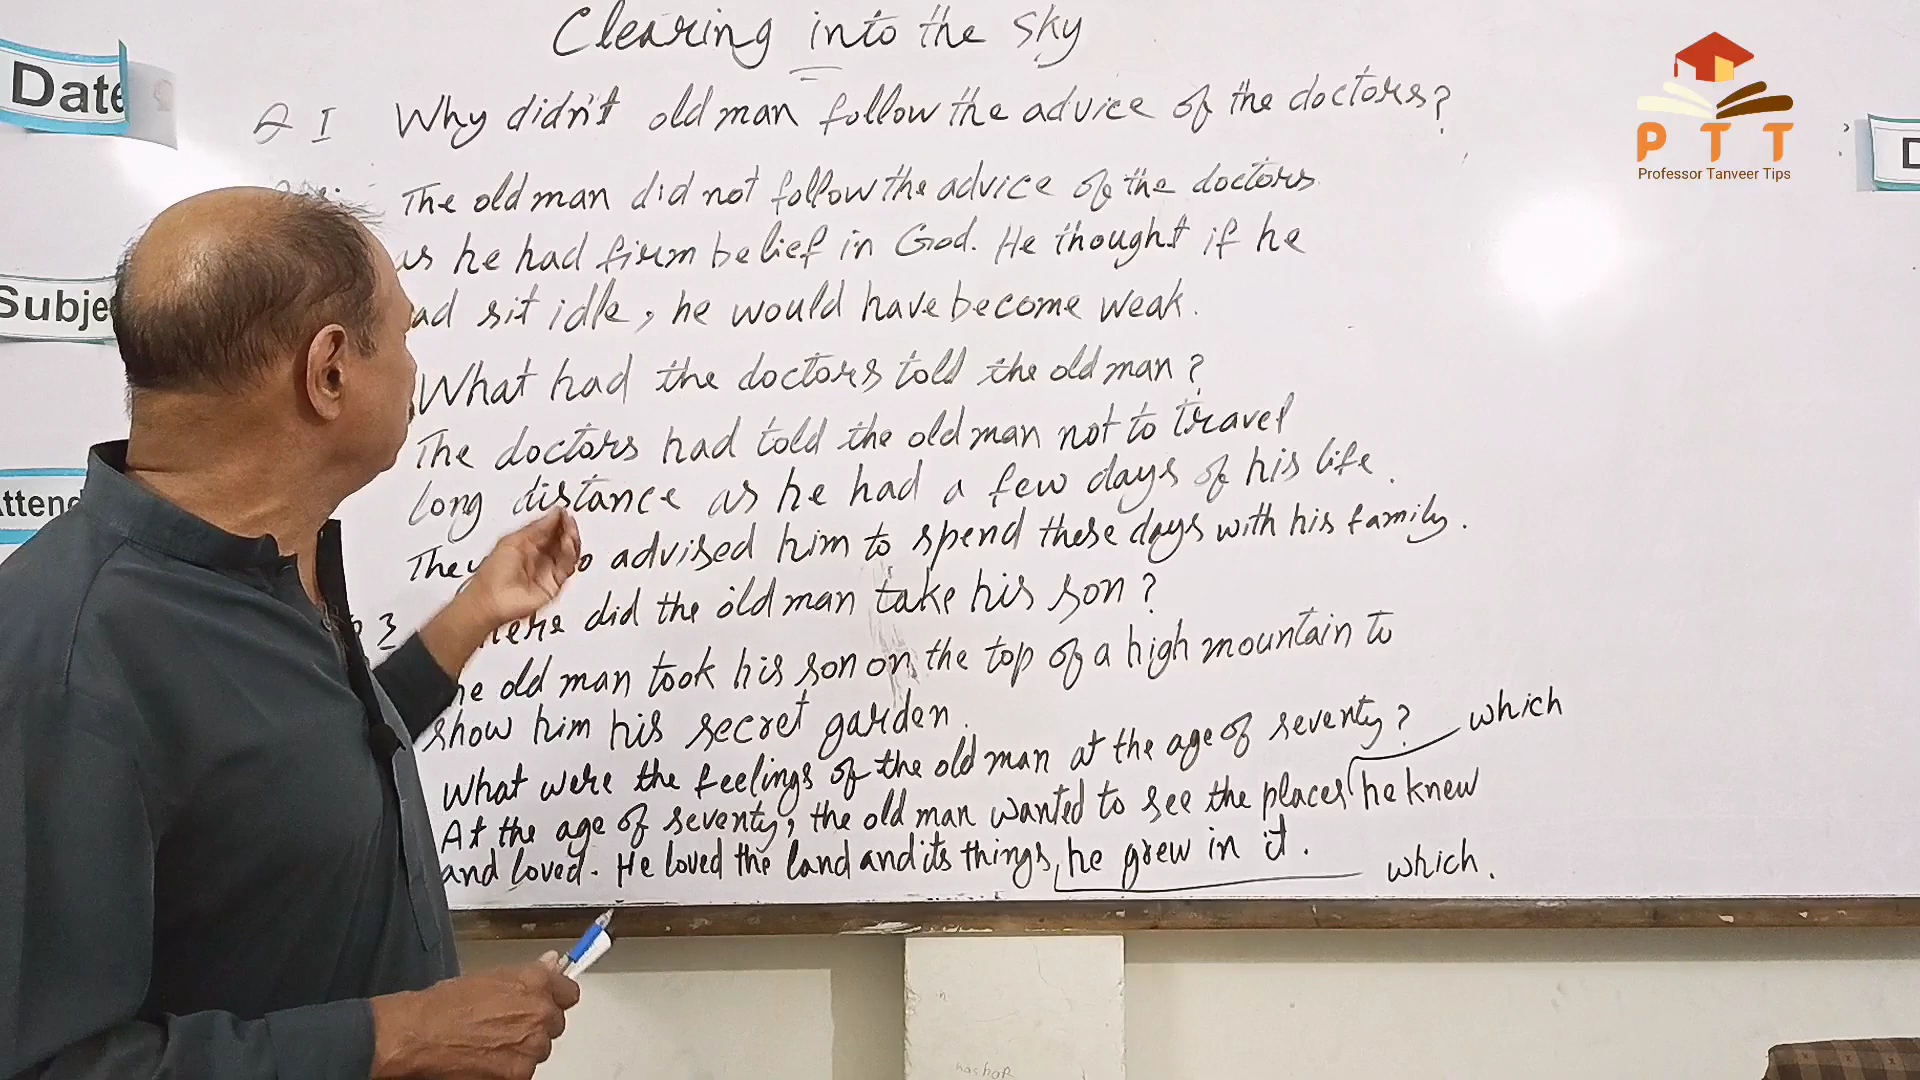 Clearing into the Sky
Date
Q I Why didn't old man follow the advice of the doctors?
P T T
Professor Tanveer Tips
D
The old man did not follow the advice of the doctors
as he had firm belief in God. He thought if he
ad sit idle, he would have become weak.
Subje
What had the doctors told the old man?
The doctors had told the old man not to travel
long distance as he had a few days of his life.
Attend
They advised him to spend these days with his family.
3 did the old man take his son?
he old man took his son on the top of a high mountain to
show him his secret garden.
What were the feelings of the old man at the age of seventy? which
At the age of seventy, the old man wanted to see the places he knew
and loved. He loved the land and its things, he grew in it. which.